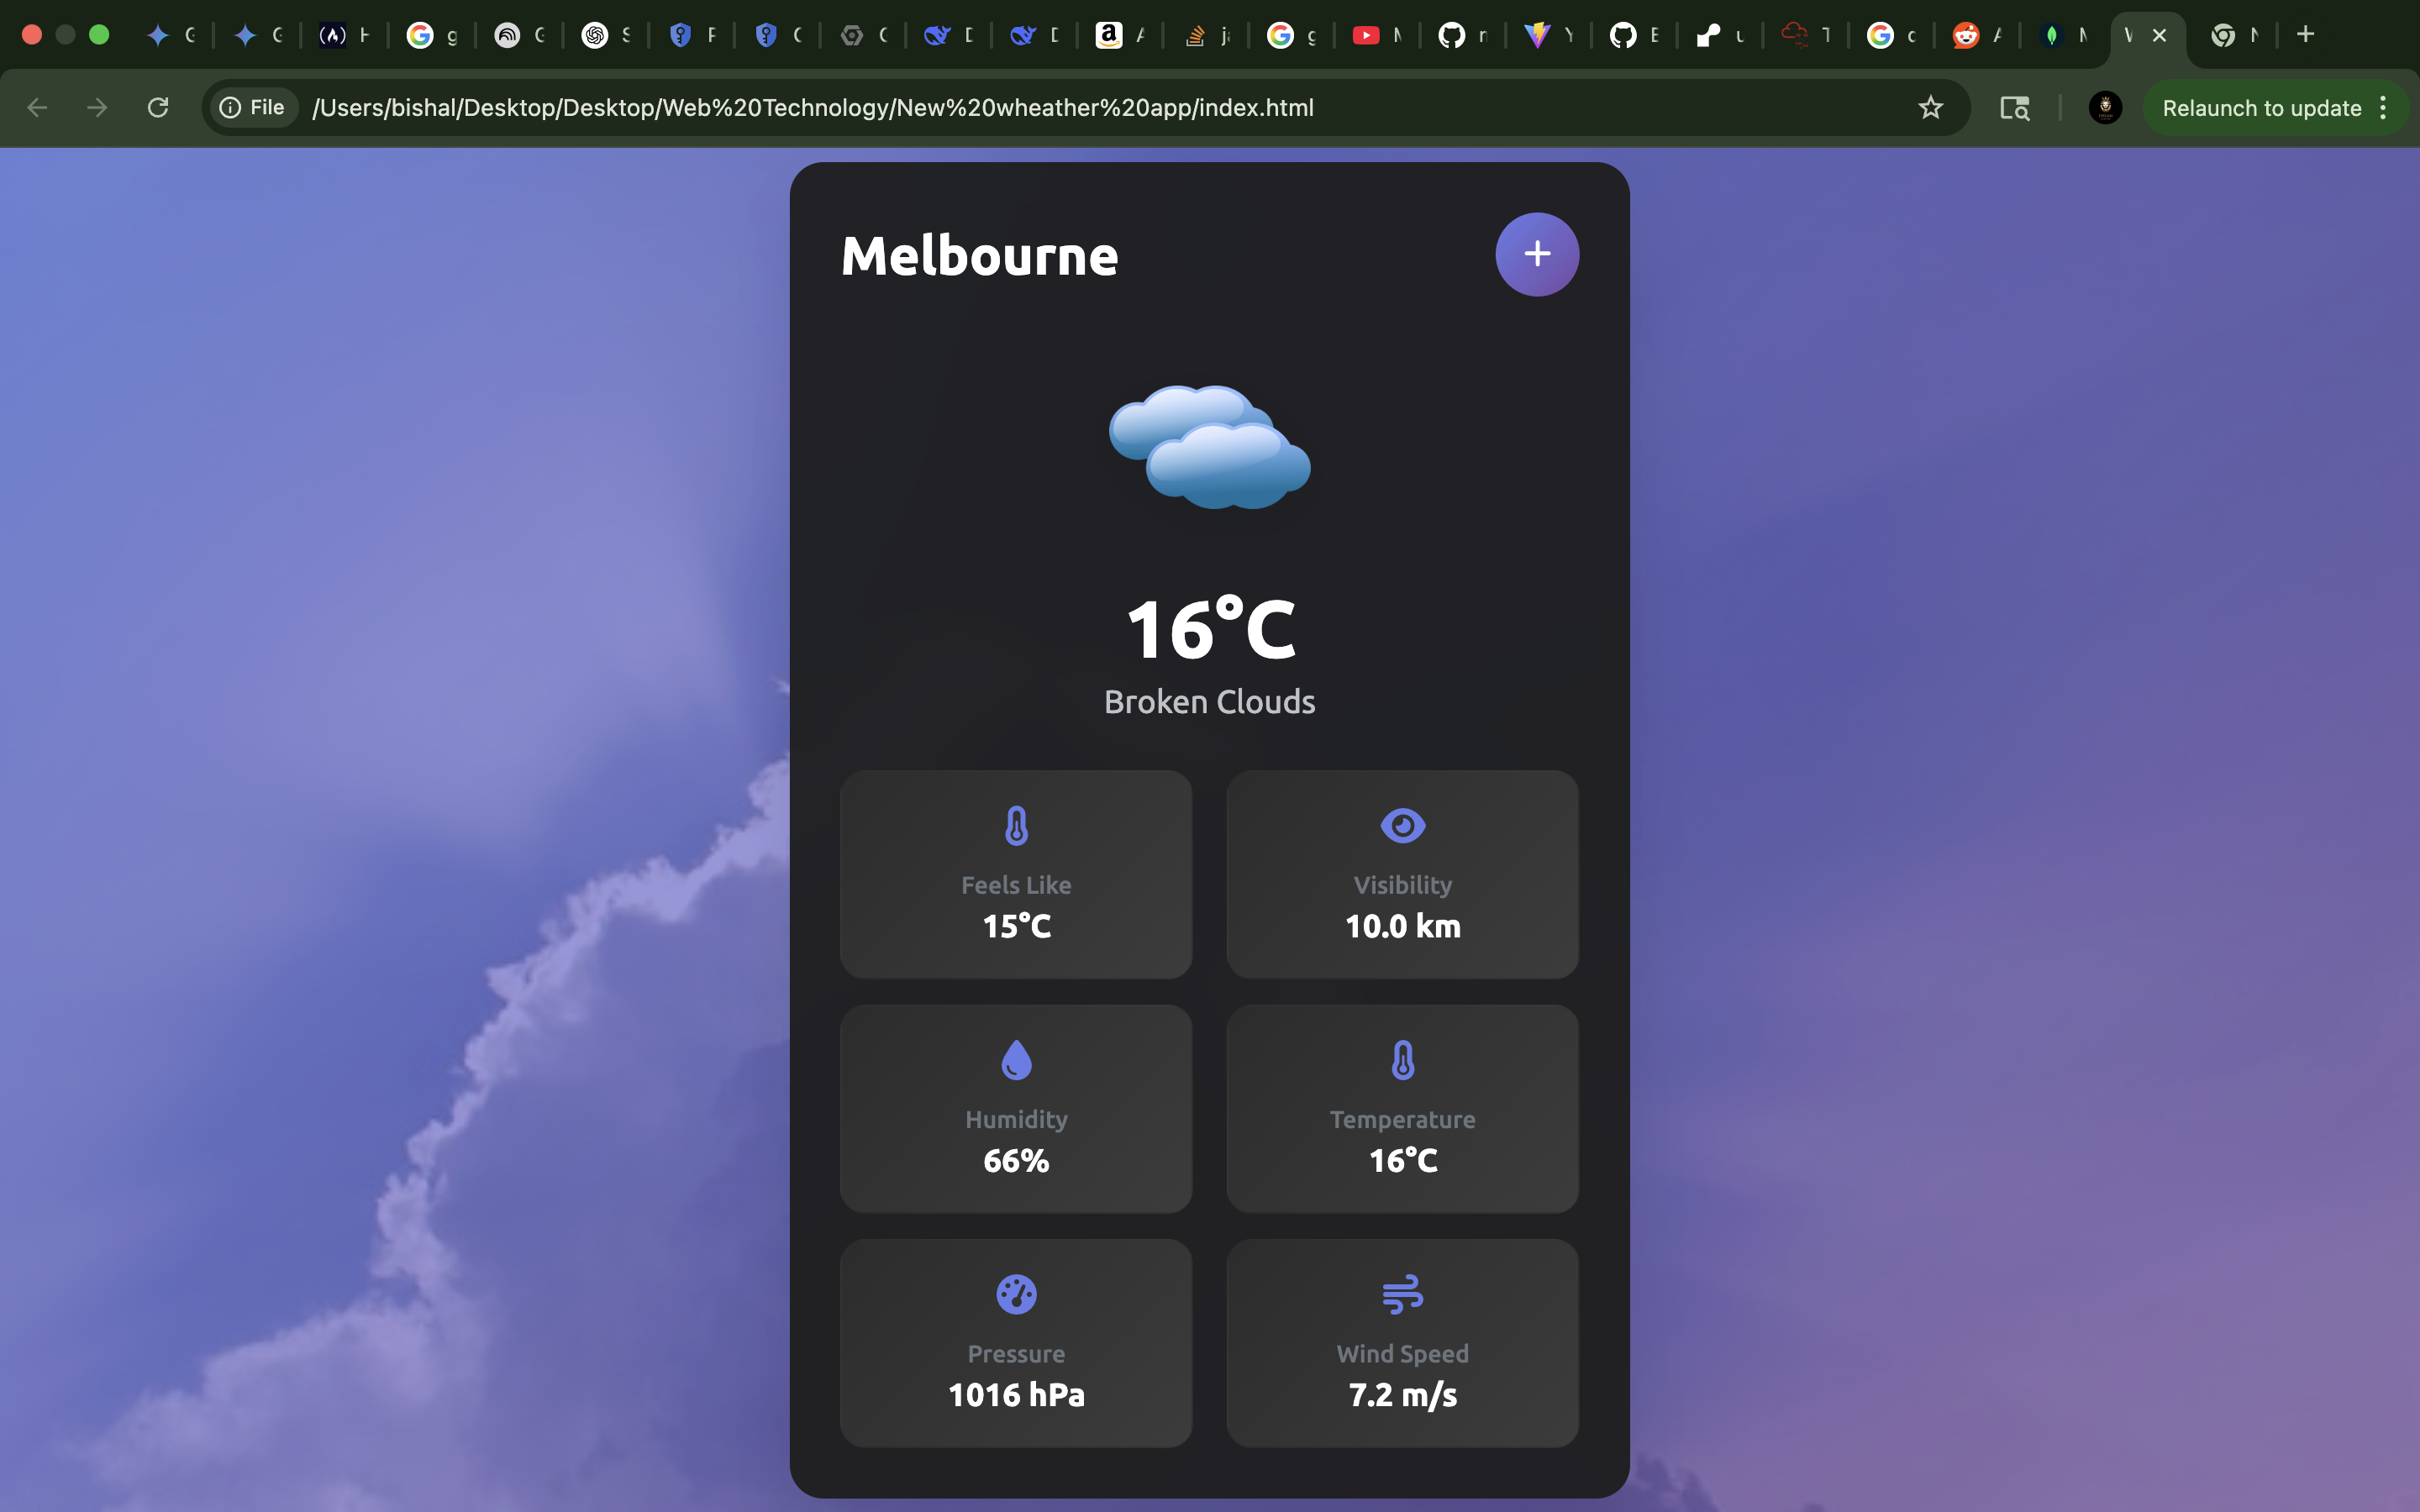 File /Users/bishal/Desktop/Desktop/Web%20Technology/New%20wheather%20app/index.html
Relaunch to update
Melbourne
+
16°C
Broken Clouds
Feels Like
15°C
Visibility
10.0 km
Humidity
66%
Temperature
16°C
Pressure
1016 hPa
Wind Speed
7.2 m/s